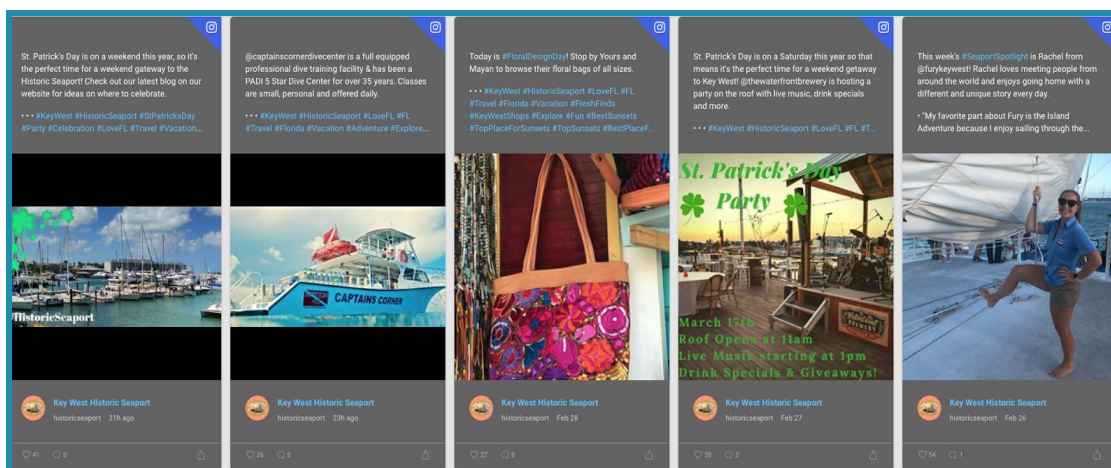 St. Patrick's Day is on a weekend this year, so it's
the perfect time for a weekend gateway to the
Historic Seaport! Check out our latest blog on our
website for ideas on where to celebrate.
• • • #KeyWest #HistoricSeaport #StPatricksDay
#Party #Celebration #LoveFL #Travel #Vacation...
#HistoricSeaport
Key West Historic Seaport
historicseaport 21h ago
41 0
@captainscornerdivecenter is a full equipped
professional dive training facility & has been a
PADI 5 Star Dive Center for over 35 years. Classes
are small, personal and offered daily.
• • • #KeyWest #HistoricSeaport #LoveFL #FL
#Travel #Florida #Vacation #Adventure #Explore...
CAPTAINS CORNER
Key West Historic Seaport
historicseaport 23h ago
26 0
Today is #FloralDesignDay! Stop by Yours and
Mayan to browse their floral bags of all sizes.
• • • #KeyWest #HistoricSeaport #LoveFL #FL
#Travel #Florida #Vacation #FreshFinds
#KeyWestShops #Explore #Fun #BestSunsets
#TopPlaceForSunsets #TopSunsets #BestPlaceF...
Key West Historic Seaport
historicseaport Feb 28
27 0
St. Patrick's Day is on a Saturday this year so that
means it's the perfect time for a weekend getaway
to Key West! @thewaterfrontbrewery is hosting a
party on the roof with live music, drink specials
and more.
• • • #KeyWest #HistoricSeaport #LoveFL #FL #T...
St. Patrick's Day
Party
BREWERY
March 17th
Roof Opens at 11am
Live Music starting at 1pm
Drink Specials & Giveaways!
Key West Historic Seaport
historicseaport Feb 27
59 2
This week's #SeaportSpotlight is Rachel from
@furykeywest! Rachel loves meeting people from
around the world and enjoys going home with a
different and unique story every day.
• "My favorite part about Fury is the Island
Adventure because I enjoy sailing through the...
Key West Historic Seaport
historicseaport Feb 26
54 1